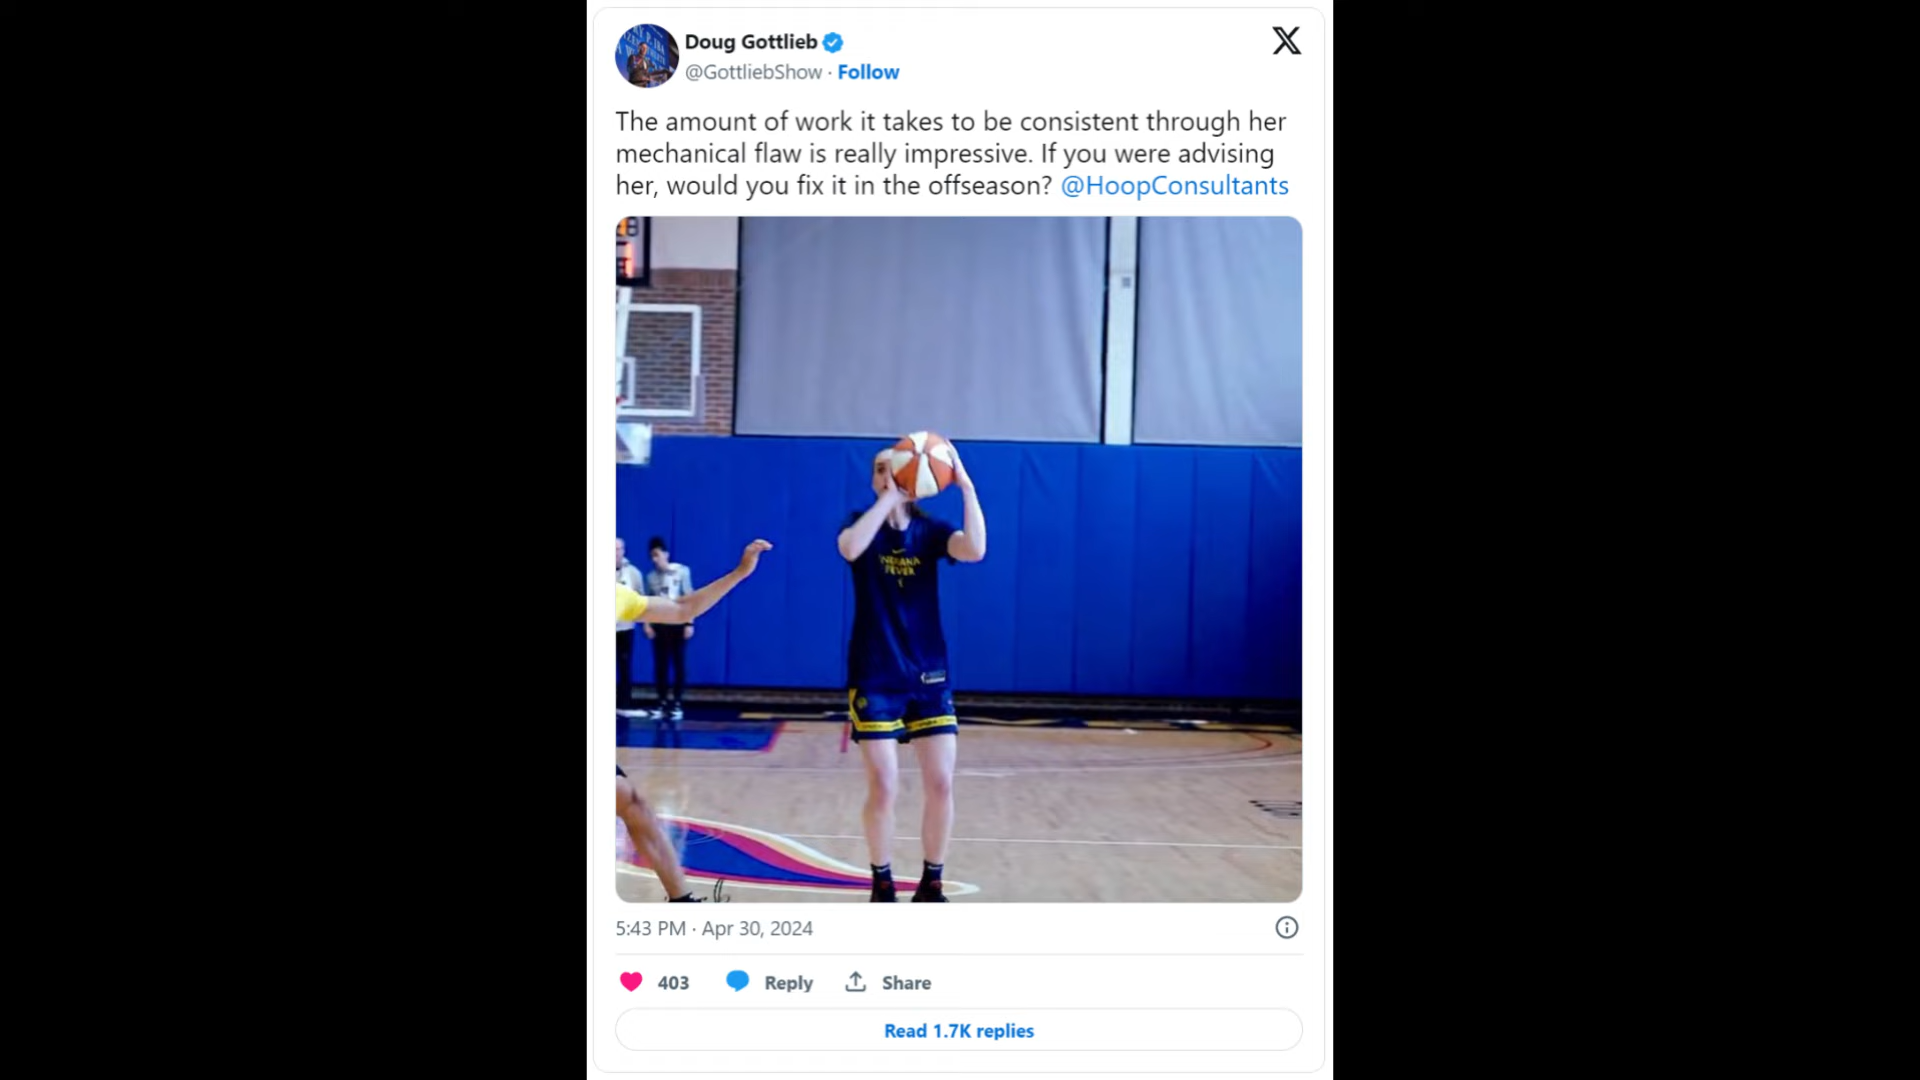 Doug Gottlieb
@GottliebShow · Follow
The amount of work it takes to be consistent through her
mechanical flaw is really impressive. If you were advising
her, would you fix it in the offseason? @HoopConsultants
INDIANA
FEVER
5:43 PM · Apr 30, 2024
403 Reply Share
Read 1.7K replies